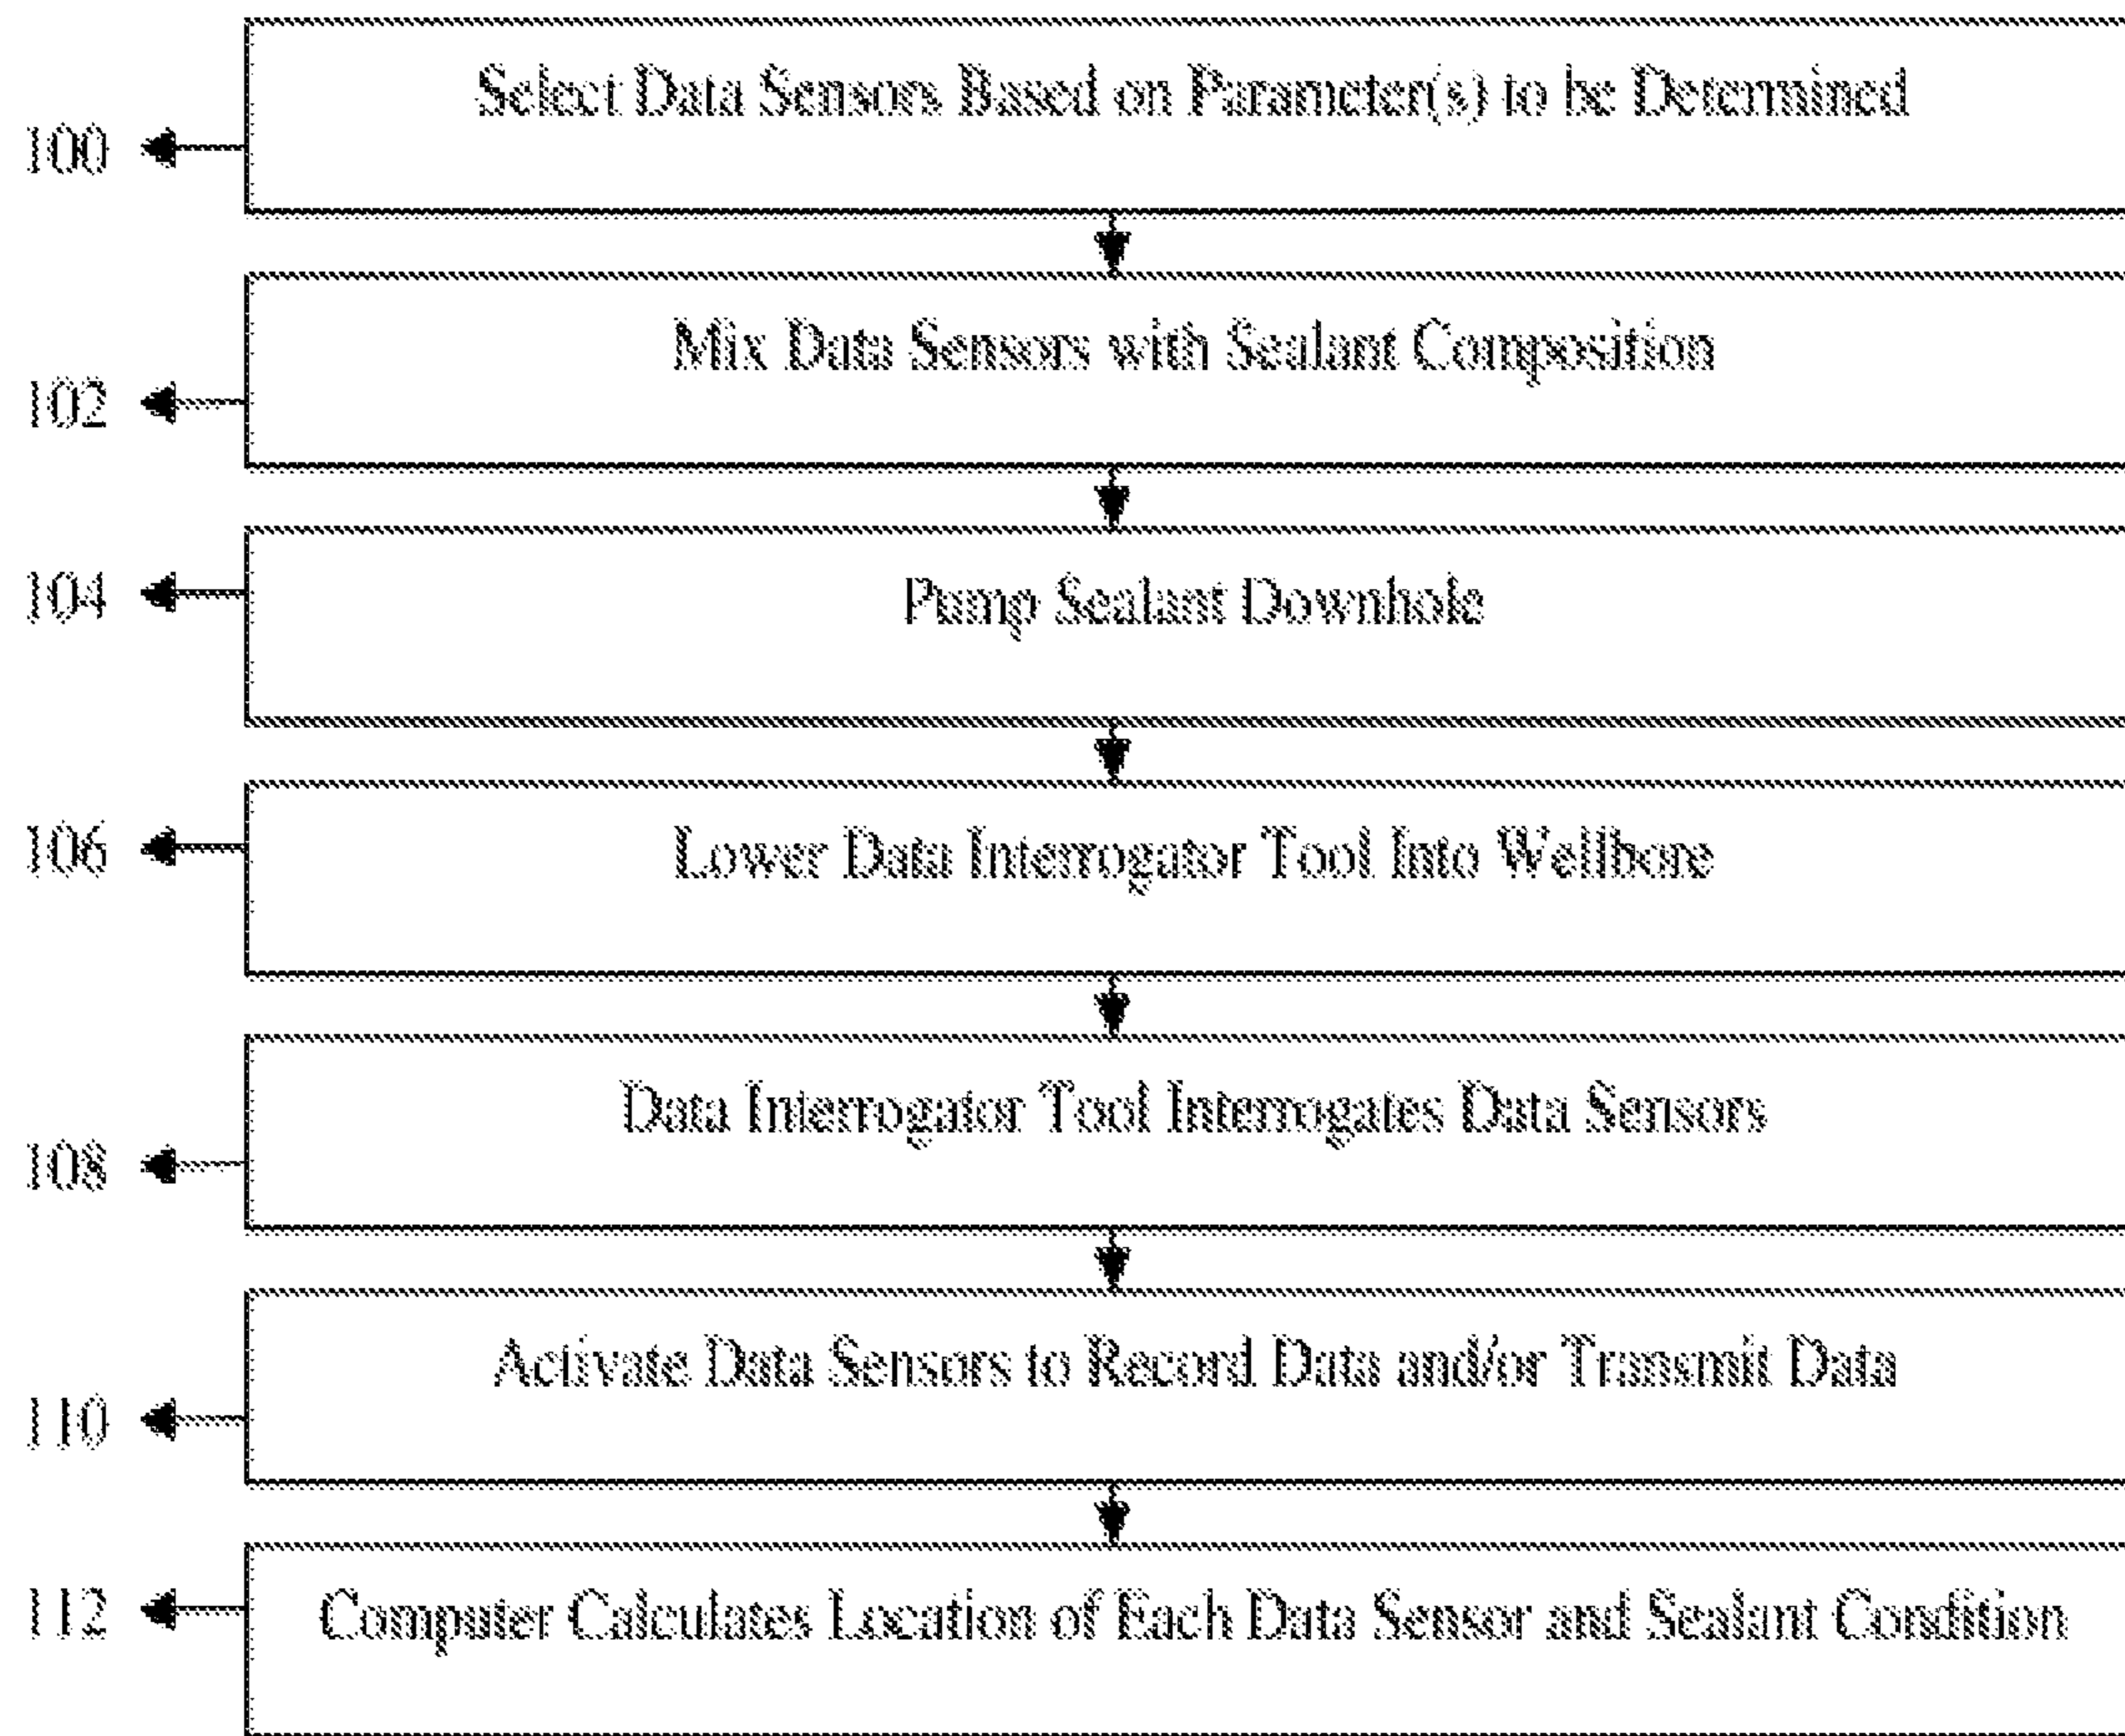 Select Data Sensors Based on Parameter(s) to be Determined
100
Mix Data Sensors with Sealant Composition
102
Pump Sealant Downhole
104
Lower Data Interrogator Tool Into Wellbore
106
Data Interrogator Tool Interrogates Data Sensors
108
Activate Data Sensors to Record Data and/or Transmit Data
110
Computer Calculates Location of Each Data Sensor and Sealant Condition
112